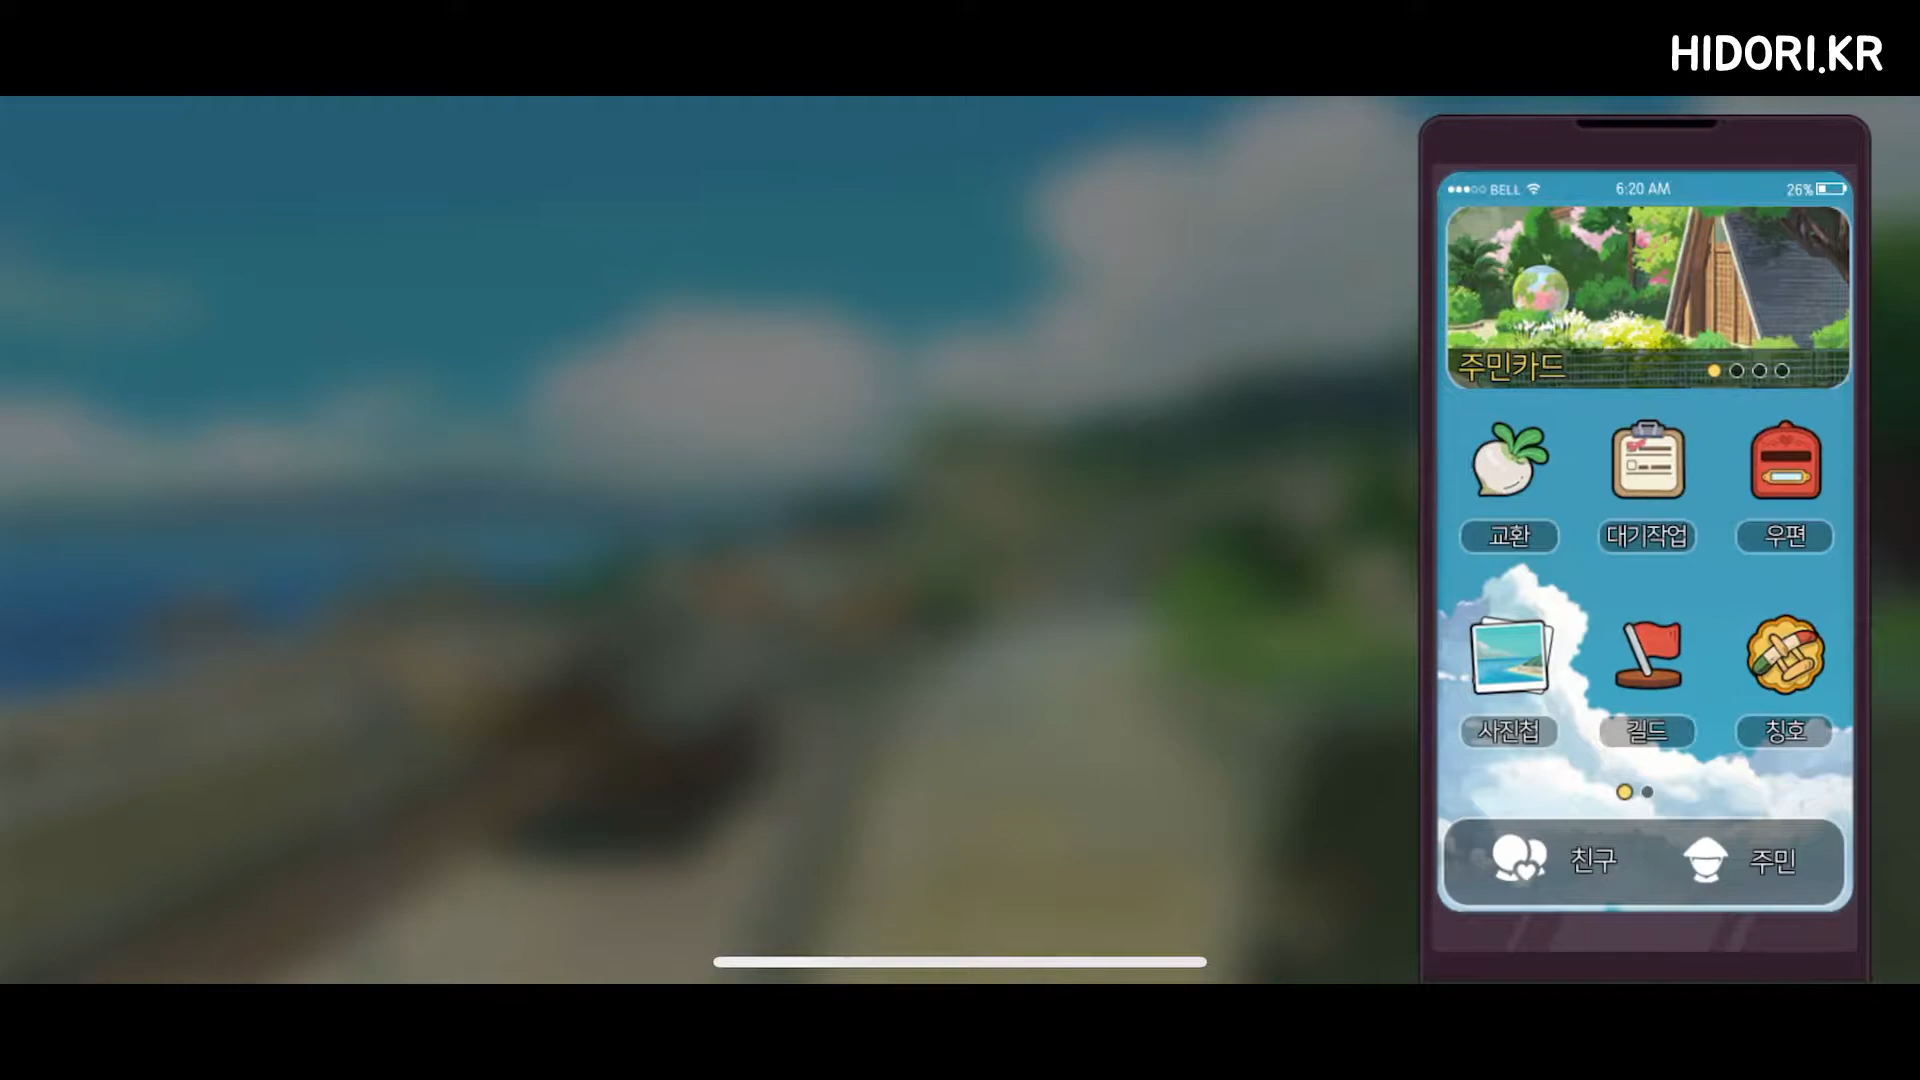 HIDORI.KR
BELL 6:20 AM 26%
주민카드
교환 대기작업 우편
사진첩 길드 칭호
친구 주민